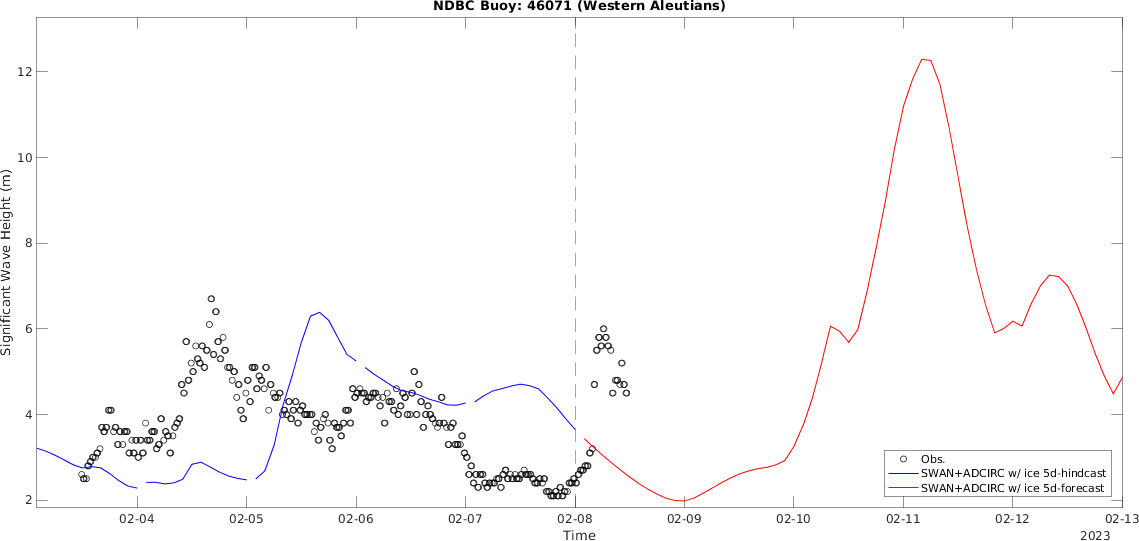 NDBC Buoy: 46071 (Western Aleutians)
Significant Wave Height (m)
12
10
8
6
4
2
02-04
02-05
02-06
02-07
02-08
02-09
02-10
02-11
02-12
02-13
Time
2023
Obs.
SWAN+ADCIRC w/ ice 5d-hindcast
SWAN+ADCIRC w/ ice 5d-forecast